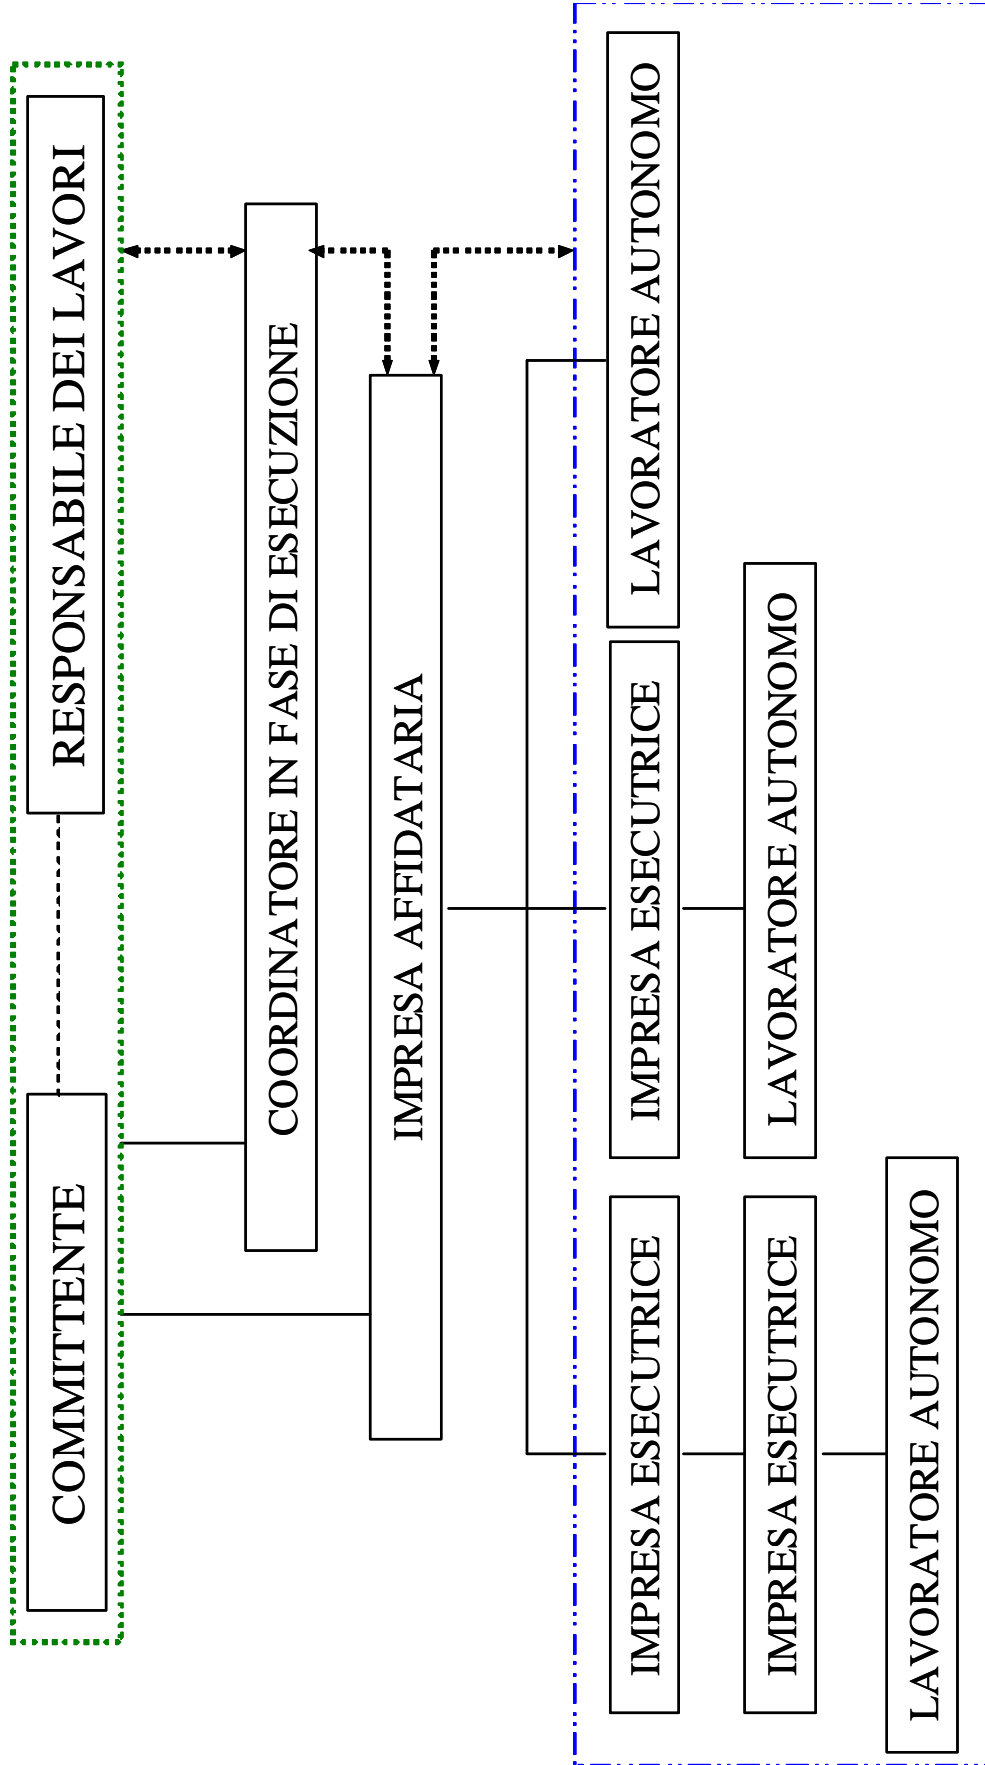 COMMITTENTE
RESPONSABILE DEI LAVORI
COORDINATORE IN FASE DI ESECUZIONE
IMPRESA AFFIDATARIA
IMPRESA ESECUTRICE
IMPRESA ESECUTRICE
LAVORATORE AUTONOMO
IMPRESA ESECUTRICE
LAVORATORE AUTONOMO
LAVORATORE AUTONOMO